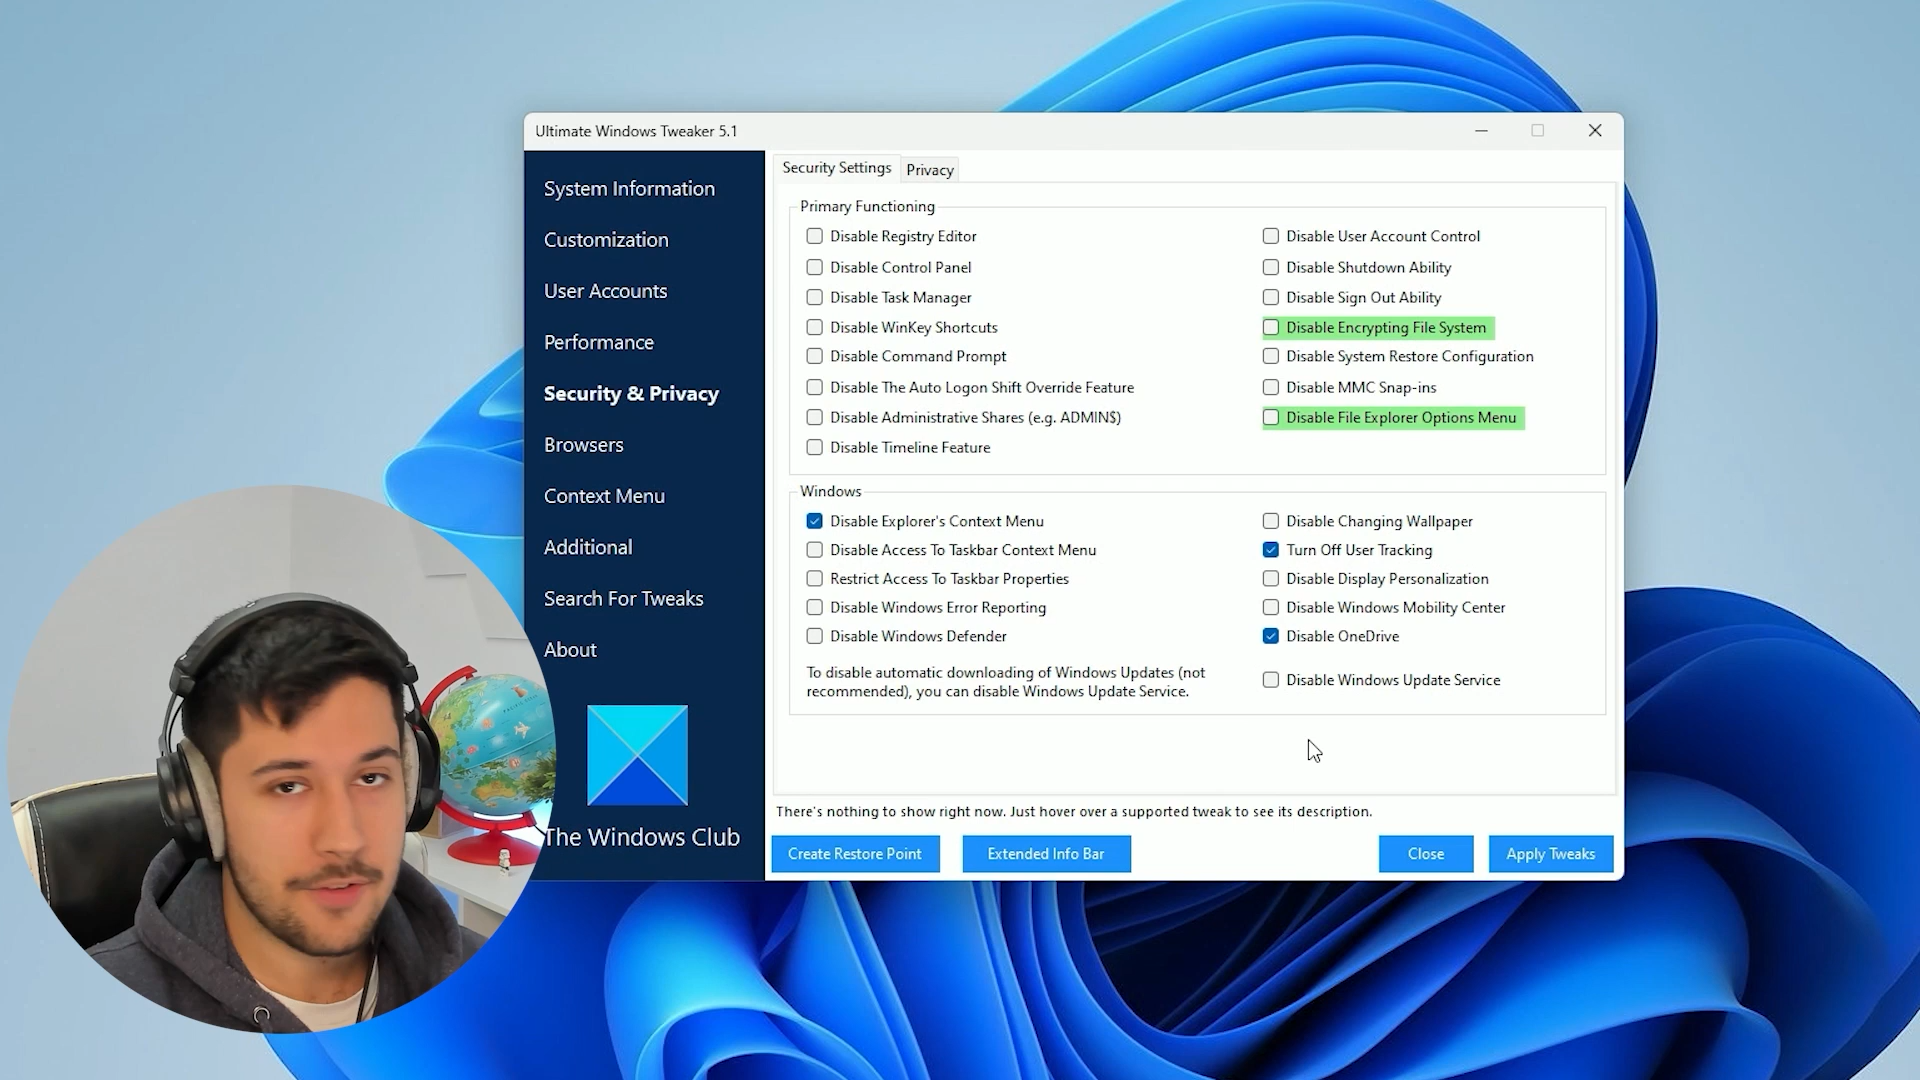 Ultimate Windows Tweaker 5.1
System Information
Customization
User Accounts
Performance
Security & Privacy
Browsers
Context Menu
Additional
Search For Tweaks
About
The Windows Club
Security Settings
Privacy
Primary Functioning
Disable Registry Editor
Disable Control Panel
Disable Task Manager
Disable WinKey Shortcuts
Disable Command Prompt
Disable The Auto Logon Shift Override Feature
Disable Administrative Shares (e.g. ADMIN$)
Disable Timeline Feature
Disable User Account Control
Disable Shutdown Ability
Disable Sign Out Ability
Disable Encrypting File System
Disable System Restore Configuration
Disable MMC Snap-ins
Disable File Explorer Options Menu
Windows
Disable Explorer's Context Menu
Disable Access To Taskbar Context Menu
Restrict Access To Taskbar Properties
Disable Windows Error Reporting
Disable Windows Defender
To disable automatic downloading of Windows Updates (not
recommended), you can disable Windows Update Service.
Disable Changing Wallpaper
Turn Off User Tracking
Disable Display Personalization
Disable Windows Mobility Center
Disable OneDrive
Disable Windows Update Service
There's nothing to show right now. Just hover over a supported tweak to see its description.
Create Restore Point
Extended Info Bar
Close
Apply Tweaks